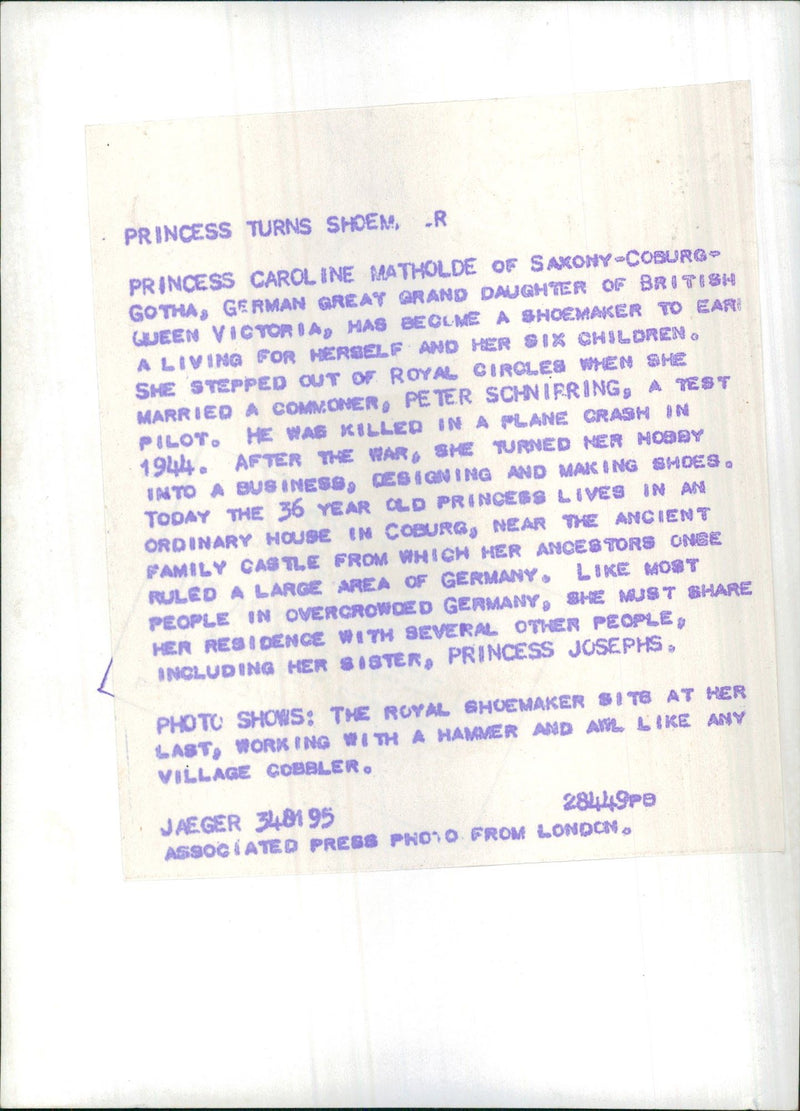 PRINCESS TURNS SHOEM. .R
PRINCESS CAROLINE MATHOLDE OF SAXONY-COBURG-
GOTHA, GERMAN GREAT GRAND DAUGHTER OF BRITISH
QUEEN VICTORIA, HAS BECOME A SHOEMAKER TO EAR
A LIVING FOR HERSELF AND HER SIX CHILDREN.
SHE STEPPED OUT OF ROYAL CIRCLES WHEN SHE
MARRIED A COMMONER, PETER SCHNIRRING, A TEST
PILOT. HE WAS KILLED IN A PLANE CRASH IN
1944. AFTER THE WAR, SHE TURNED HER HOBBY
INTO A BUSINESS, DESIGNING AND MAKING SHOES.
TODAY THE 36 YEAR OLD PRINCESS LIVES IN AN
ORDINARY HOUSE IN COBURG, NEAR THE ANCIENT
FAMILY CASTLE FROM WHICH HER ANCESTORS ONSE
RULED A LARGE AREA OF GERMANY. LIKE MOST
PEOPLE IN OVERCROWDED GERMANY, SHE MUST SHARE
HER RESIDENCE WITH SEVERAL OTHER PEOPLE,
INCLUDING HER SISTER, PRINCESS JOSEPHS.
PHOTO SHOWS: THE ROYAL SHOEMAKER SITS AT HER
LAST, WORKING WITH A HAMMER AND AWL LIKE ANY
VILLAGE COBBLER.
JAEGER 348195 28449PB
ASSOCIATED PRESS PHOTO FROM LONDON.